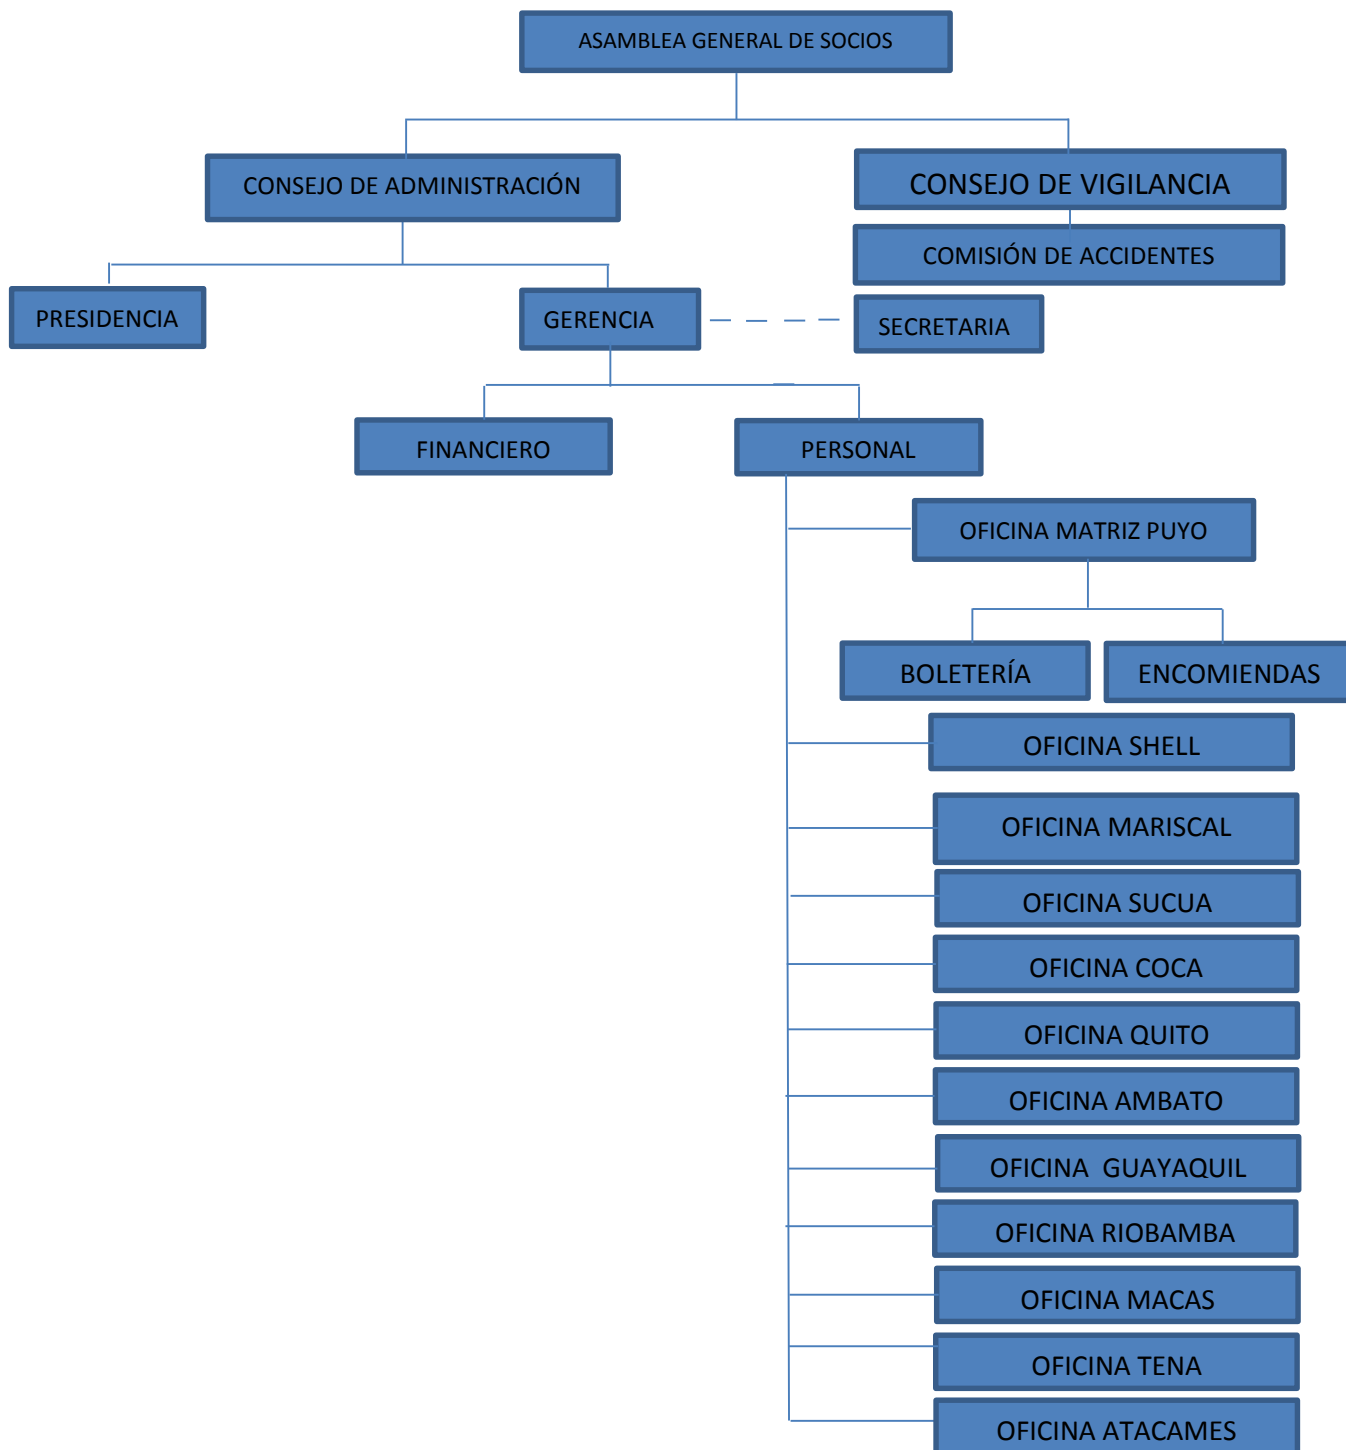 ASAMBLEA GENERAL DE SOCIOS
CONSEJO DE ADMINISTRACIÓN
CONSEJO DE VIGILANCIA
COMISIÓN DE ACCIDENTES
PRESIDENCIA
GERENCIA
SECRETARIA
FINANCIERO
PERSONAL
OFICINA MATRIZ PUYO
BOLETERÍA
ENCOMIENDAS
OFICINA SHELL
OFICINA MARISCAL
OFICINA SUCUA
OFICINA COCA
OFICINA QUITO
OFICINA AMBATO
OFICINA  GUAYAQUIL
OFICINA RIOBAMBA
OFICINA MACAS
OFICINA TENA
OFICINA ATACAMES